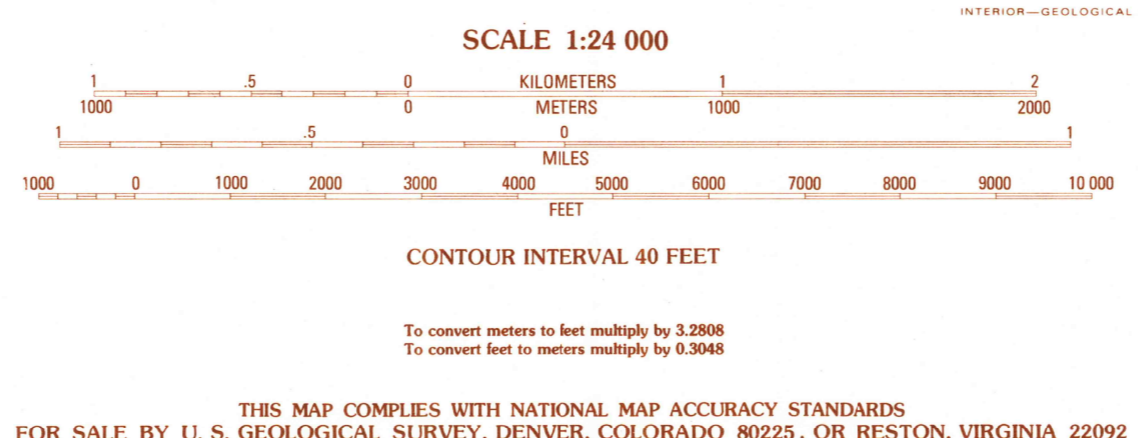 INTERIOR—GEOLOGICAL
SCALE 1:24 000
1 .5 0 KILOMETERS 1 2
1000 0 METERS 1000 2000
1 .5 0 1
MILES
1000 0 1000 2000 3000 4000 5000 6000 7000 8000 9000 10 000
FEET
CONTOUR INTERVAL 40 FEET
To convert meters to feet multiply by 3.2808
To convert feet to meters multiply by 0.3048
THIS MAP COMPLIES WITH NATIONAL MAP ACCURACY STANDARDS
FOR SALE BY U. S. GEOLOGICAL SURVEY, DENVER, COLORADO 80225, OR RESTON, VIRGINIA 22092